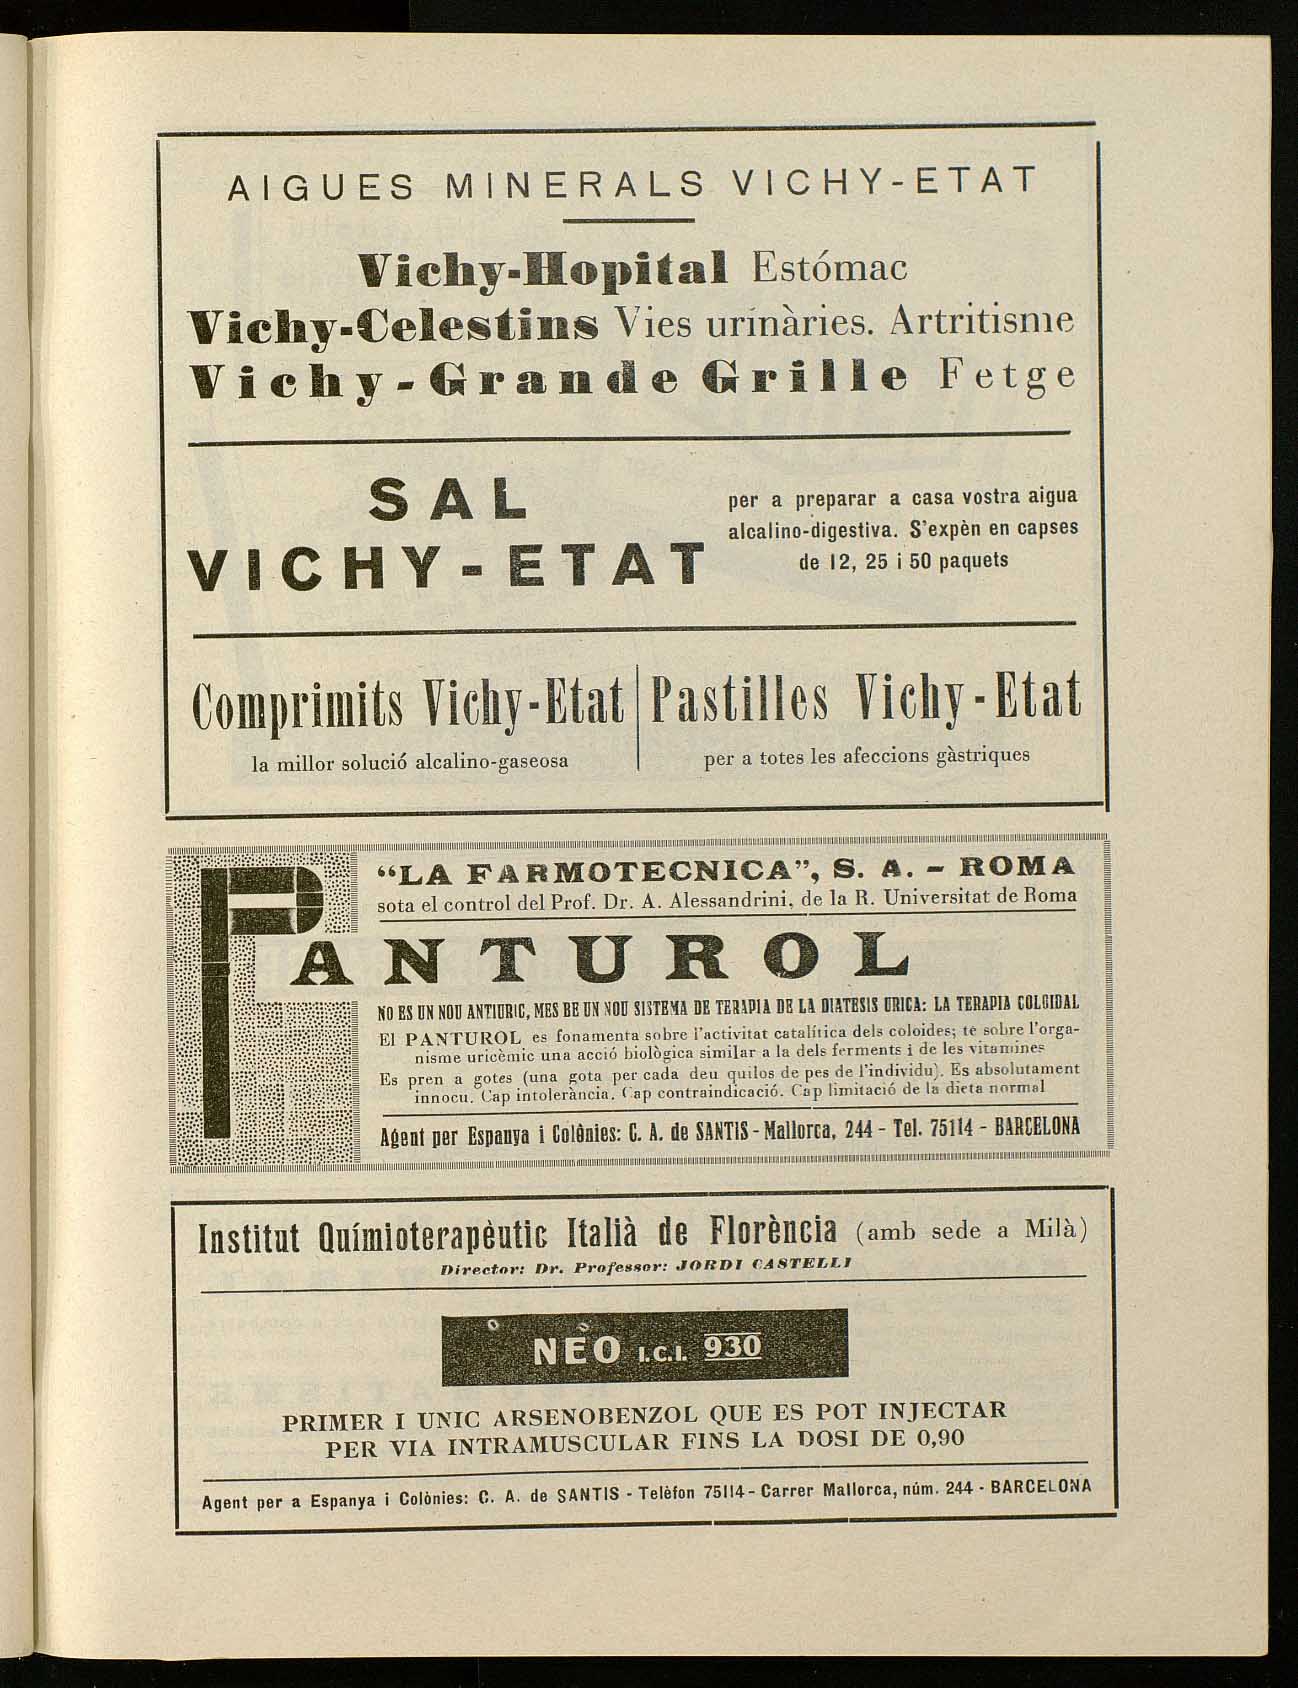 AIGUES MINERALS VICHY-ETAT
Vichy-Hopital Estómac
Vichy-Celestins Vies urinàries. Artritisme
Vichy-Grande Grille Fetge
SAL
VICHY-ETAT
per a preparar a casa vostra aigua
alcalino-digestiva. S'expèn en capses
de 12, 25 i 50 paquets
Comprimits Vichy-Etat
la millor solució alcalino-gaseosa
Pastilles Vichy-Etat
per a totes les afeccions gàstriques
“LA FARMOTECNICA”, S. A. - ROMA
sota el control del Prof. Dr. A. Alessandrini, de la R. Universitat de Roma
PANTUROL
NO ES UN NOU ANTIURIC, MES BE UN NOU SISTEMA DE TERAPIA DE LA DIATESIS URICA: LA TERAPIA COLOIDAL
El PANTUROL es fonamenta sobre l'activitat catalítica dels coloides; té sobre l'orga-
nisme uricèmic una acció biològica similar a la dels ferments i de les vitamines
Es pren a gotes (una gota per cada deu quilos de pes de l'individu). Es absolutament
innocu. Cap intolerància. Cap contraindicació. Cap limitació de la dieta normal
Agent per Espanya i Colònies: C. A. de SANTIS - Mallorca, 244 - Tel. 75114 - BARCELONA
Institut Químioterapèutic Italià de Florència (amb sede a Milà)
Director: Dr. Professor: JORDI CASTELLI
NEO I.C.I. 930
PRIMER I UNIC ARSENOBENZOL QUE ES POT INJECTAR
PER VIA INTRAMUSCULAR FINS LA DOSI DE 0,90
Agent per a Espanya i Colònies: C. A. de SANTIS - Telèfon 75114 - Carrer Mallorca, núm. 244 - BARCELONA